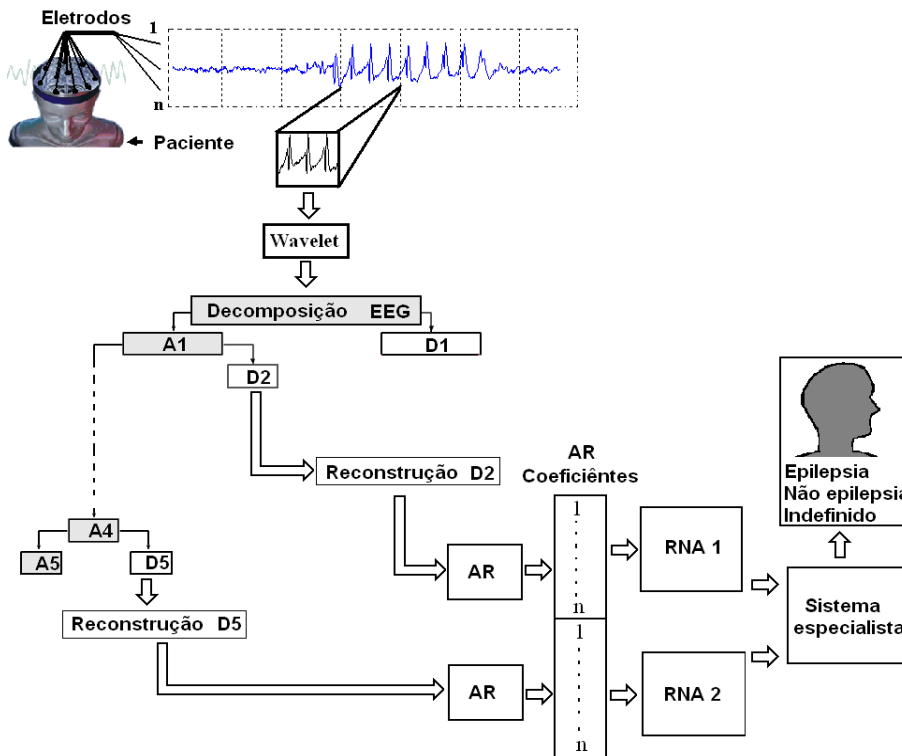 Eletrodos
1
n
Paciente
Wavelet
Decomposição EEG
A1
D1
D2
Reconstrução D2
AR
Coeficiêntes
Epilepsia
Não epilepsia
Indefinido
A4
A5
D5
AR
1
n
RNA 1
Sistema
especialista
Reconstrução D5
AR
1
n
RNA 2